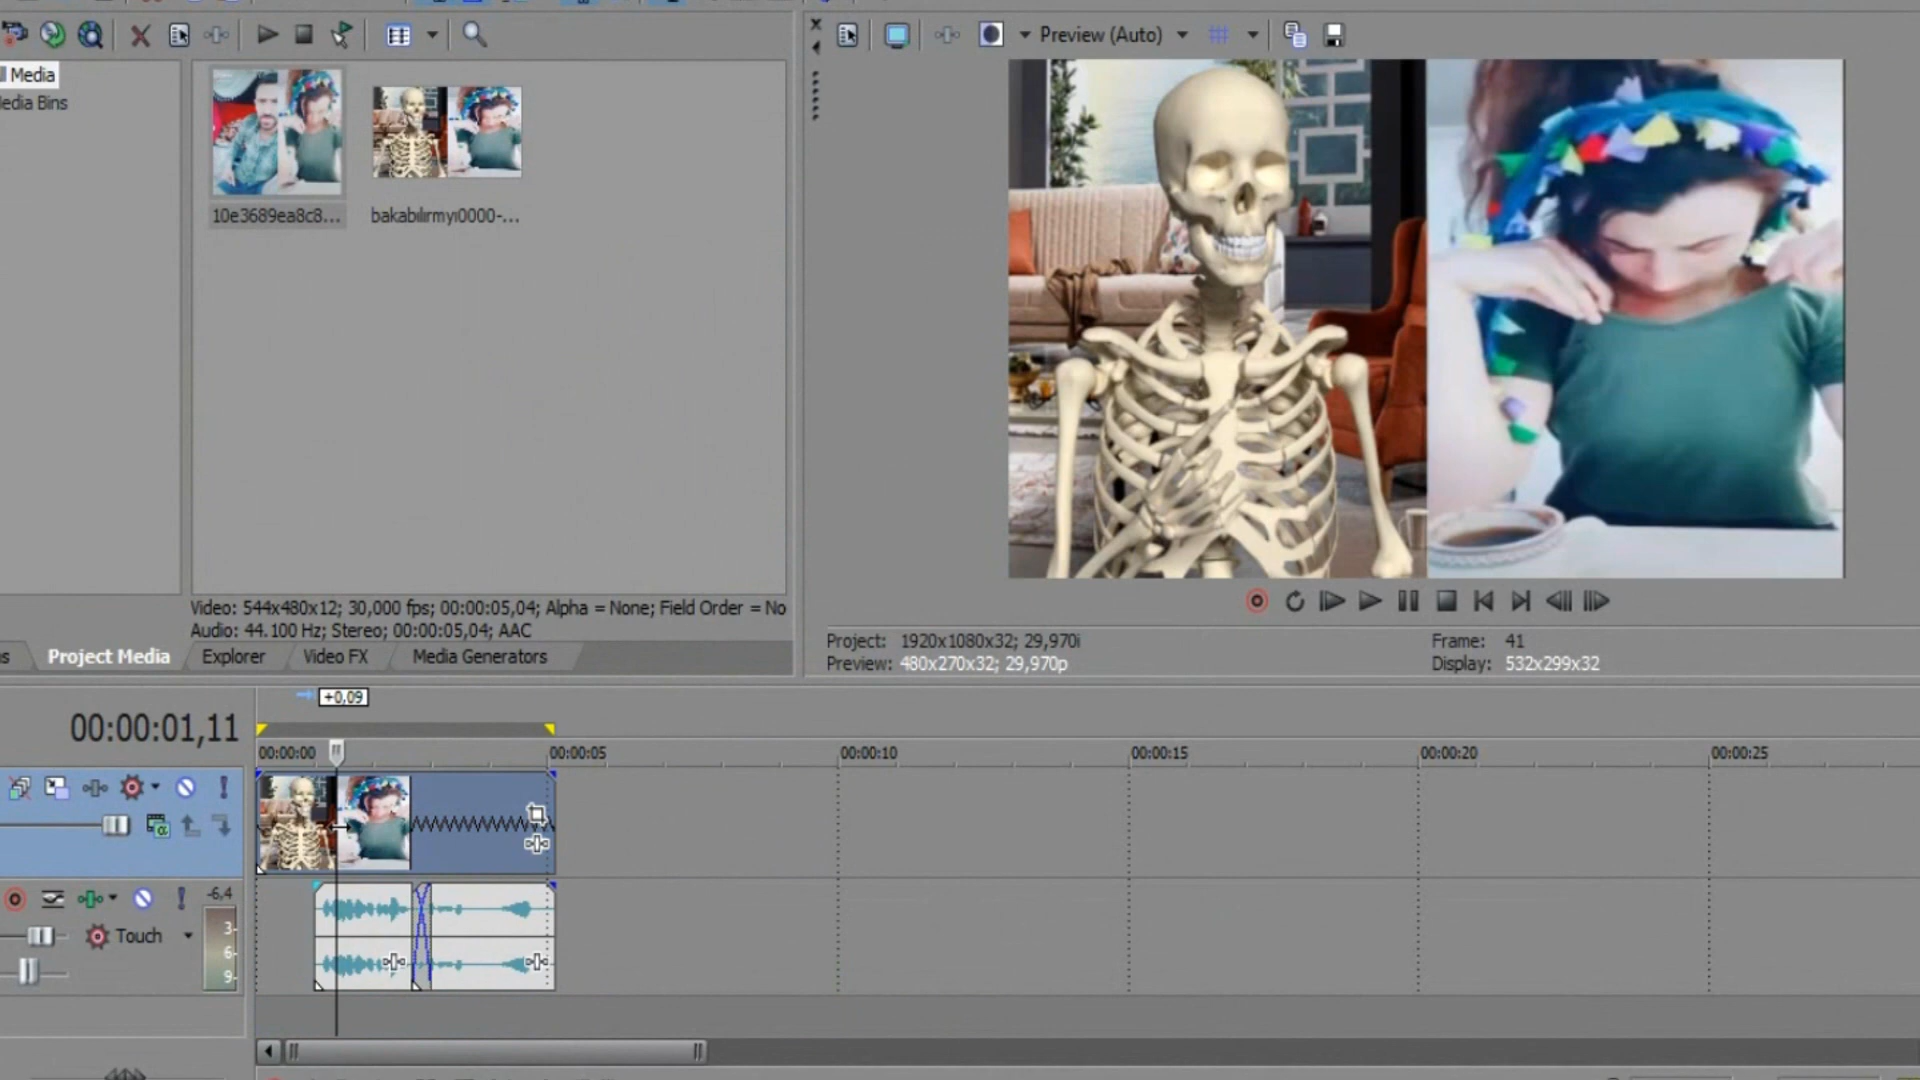 Media
edia Bins
10e3689ea8c8...
bakabılırmyı0000-...
Preview (Auto)
Video: 544x480x12; 30,000 fps; 00:00:05,04; Alpha = None; Field Order = No
Audio: 44.100 Hz; Stereo; 00:00:05,04; AAC
s
Project Media
Explorer
Video FX
Media Generators
Project: 1920x1080x32; 29,970i
Preview: 480x270x32; 29,970p
Frame: 41
Display: 532x299x32
+0,09
00:00:01,11
00:00:00
00:00:05
00:00:10
00:00:15
00:00:20
00:00:25
-6,4
3-
Touch
6-
9-